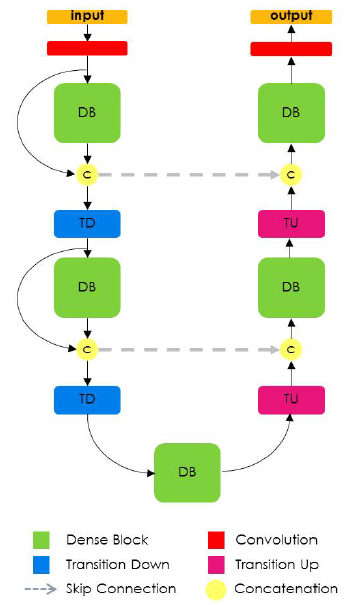 input
output
DB
DB
c
c
TD
TU
DB
DB
c
c
TD
TU
DB
Dense Block
Convolution
Transition Down
Transition Up
Skip Connection
Concatenation